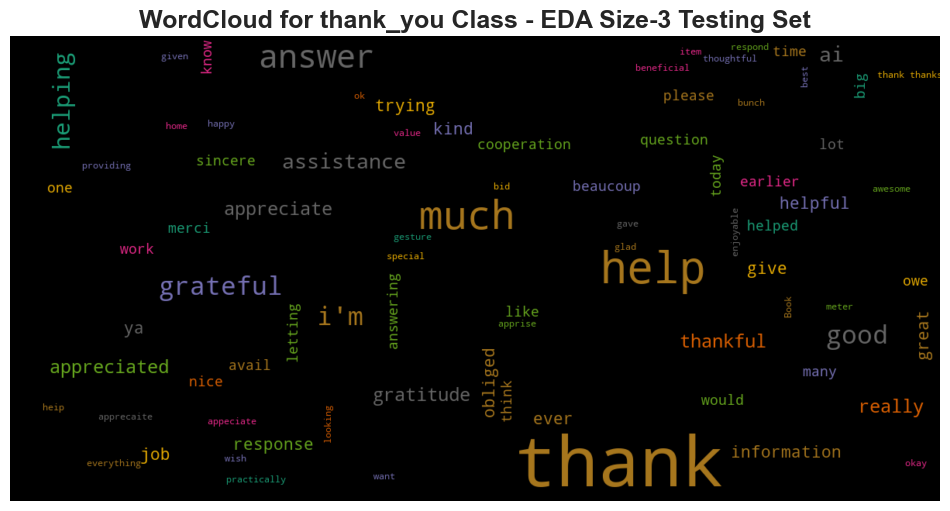 WordCloud for thank_you Class - EDA Size-3 Testing Set
answer
helping
given
know
item
respond
thoughtful
time
ai
beneficial
best
big
thank thanks
ok
trying
please
bunch
home
happy
value
kind
cooperation
question
lot
providing
sincere
assistance
today
one
bid
beaucoup
earlier
helpful
awesome
appreciate
much
gave
enjoyable
helped
merci
gesture
work
special
glad
help
give
owe
grateful
letting
i'm
answering
like
apprise
Book
meter
ya
thankful
good
great
appreciated
avail
nice
gratitude
obliged
think
many
would
really
heip
apprecaite
appeciate
looking
ever
response
job
wish
everything
practically
want
thank
information
okay